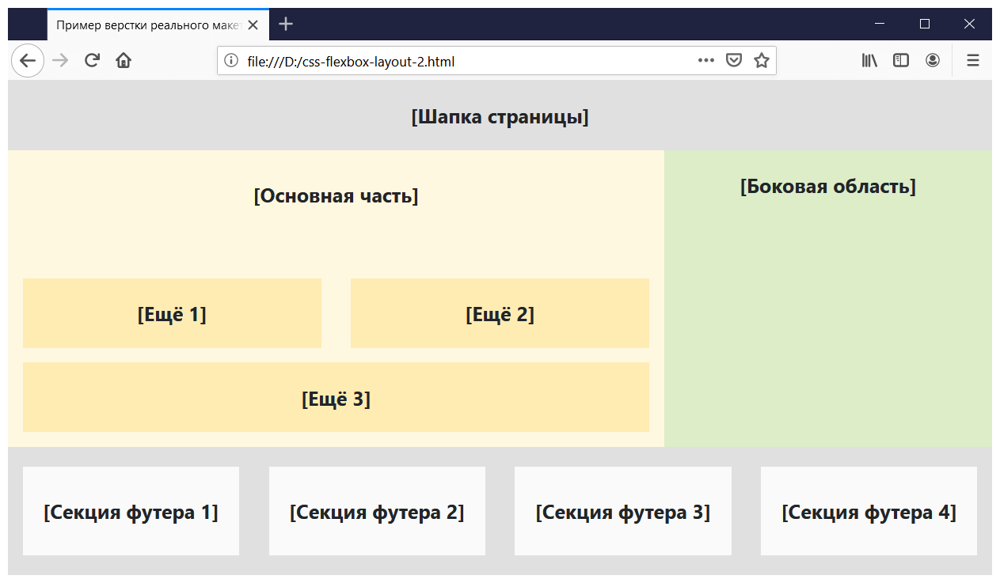 Пример верстки реального маке
file:///D:/css-flexbox-layout-2.html
[Шапка страницы]
[Основная часть]
[Боковая область]
[Ещё 1]
[Ещё 2]
[Ещё 3]
[Секция футера 1]
[Секция футера 2]
[Секция футера 3]
[Секция футера 4]